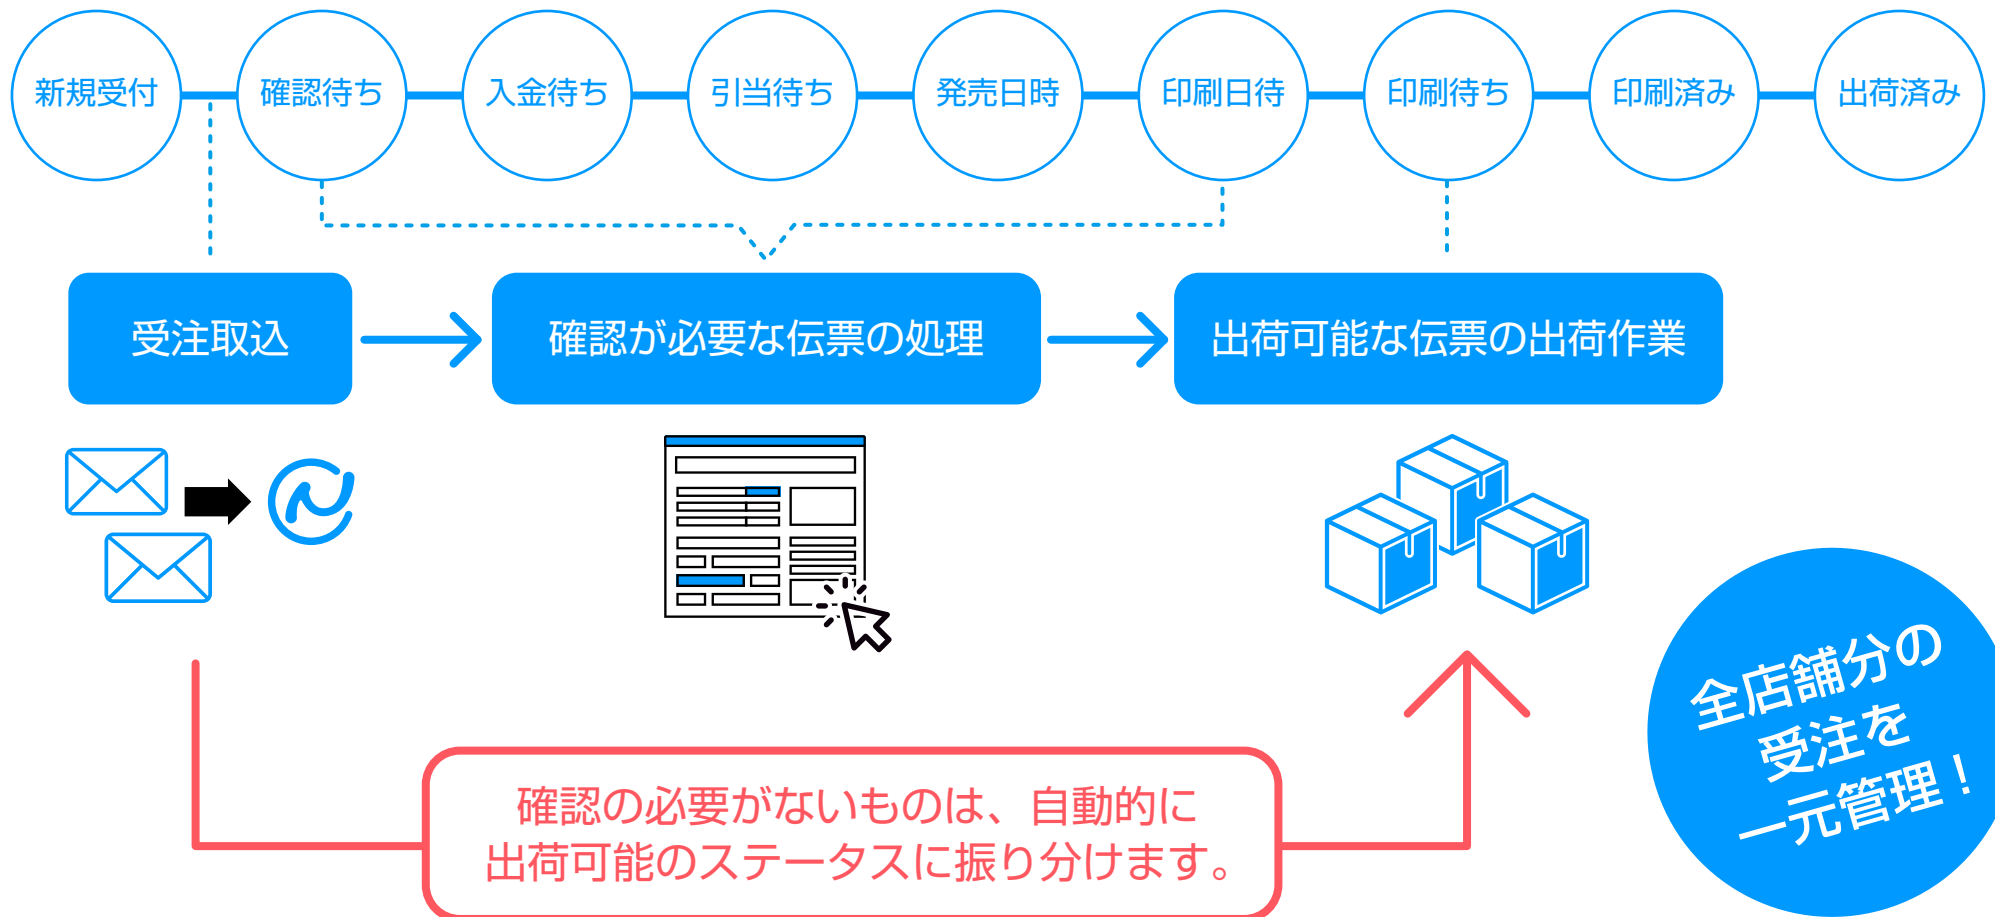 新規受付
確認待ち
入金待ち
引当待ち
発売日時
印刷日待
印刷待ち
印刷済み
出荷済み
受注取込
確認が必要な伝票の処理
出荷可能な伝票の出荷作業
全店舗分の
受注を
一元管理！
確認の必要がないものは、自動的に
出荷可能のステータスに振り分けます。